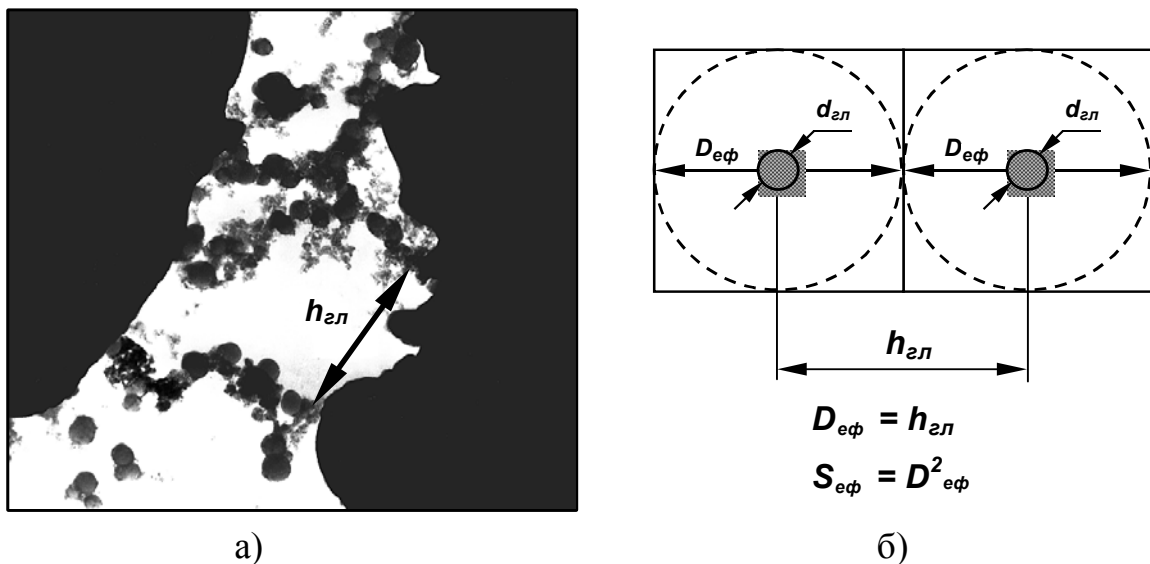 h_гл
d_гл d_гл
D_еф D_еф
h_гл
D_еф = h_гл
S_еф = D²_еф
а) б)